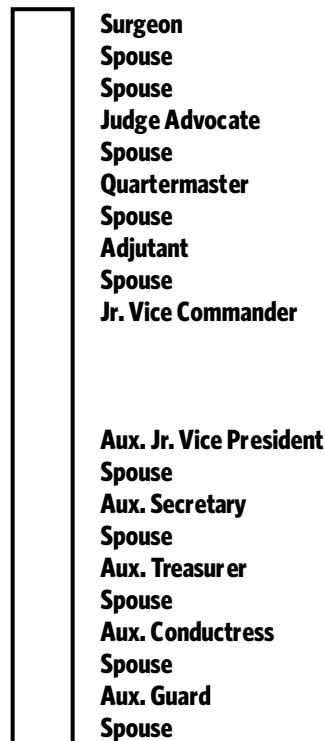 Surgeon
Spouse
Spouse
Judge Advocate
Spouse
Quartermaster
Spouse
Adjutant
Spouse
Jr. Vice Commander
Aux. Jr. Vice President
Spouse
Aux. Secretary
Spouse
Aux. Treasurer
Spouse
Aux. Conductress
Spouse
Aux. Guard
Spouse